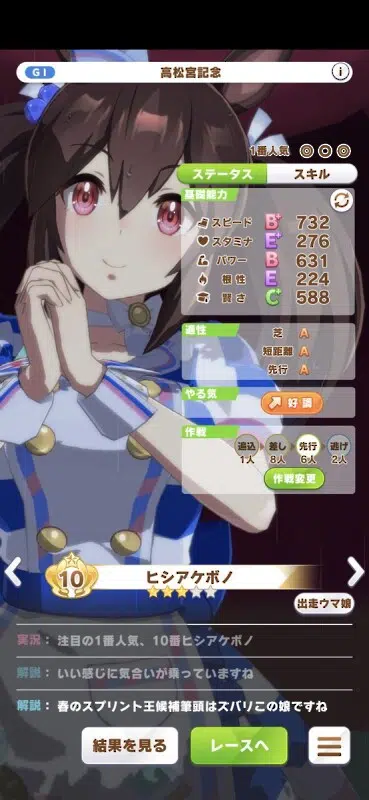 GⅠ 高松宮記念 i
1番人気 ◎ ◎ ◎
ステータス スキル
基礎能力
スピード B+ 732
スタミナ E+ 276
パワー B 631
根性 E 224
賢さ C+ 588
適性
芝 A
短距離 A
先行 A
やる気
好調
作戦
追込 差し 先行 逃げ
1人 8人 6人 2人
作戦変更
10 ヒシアケボノ
出走ウマ娘
実況： 注目の1番人気、10番ヒシアケボノ
解説： いい感じに気合いが乗っていますね
解説： 春のスプリント王候補筆頭はズバリこの娘ですね
結果を見る レースへ